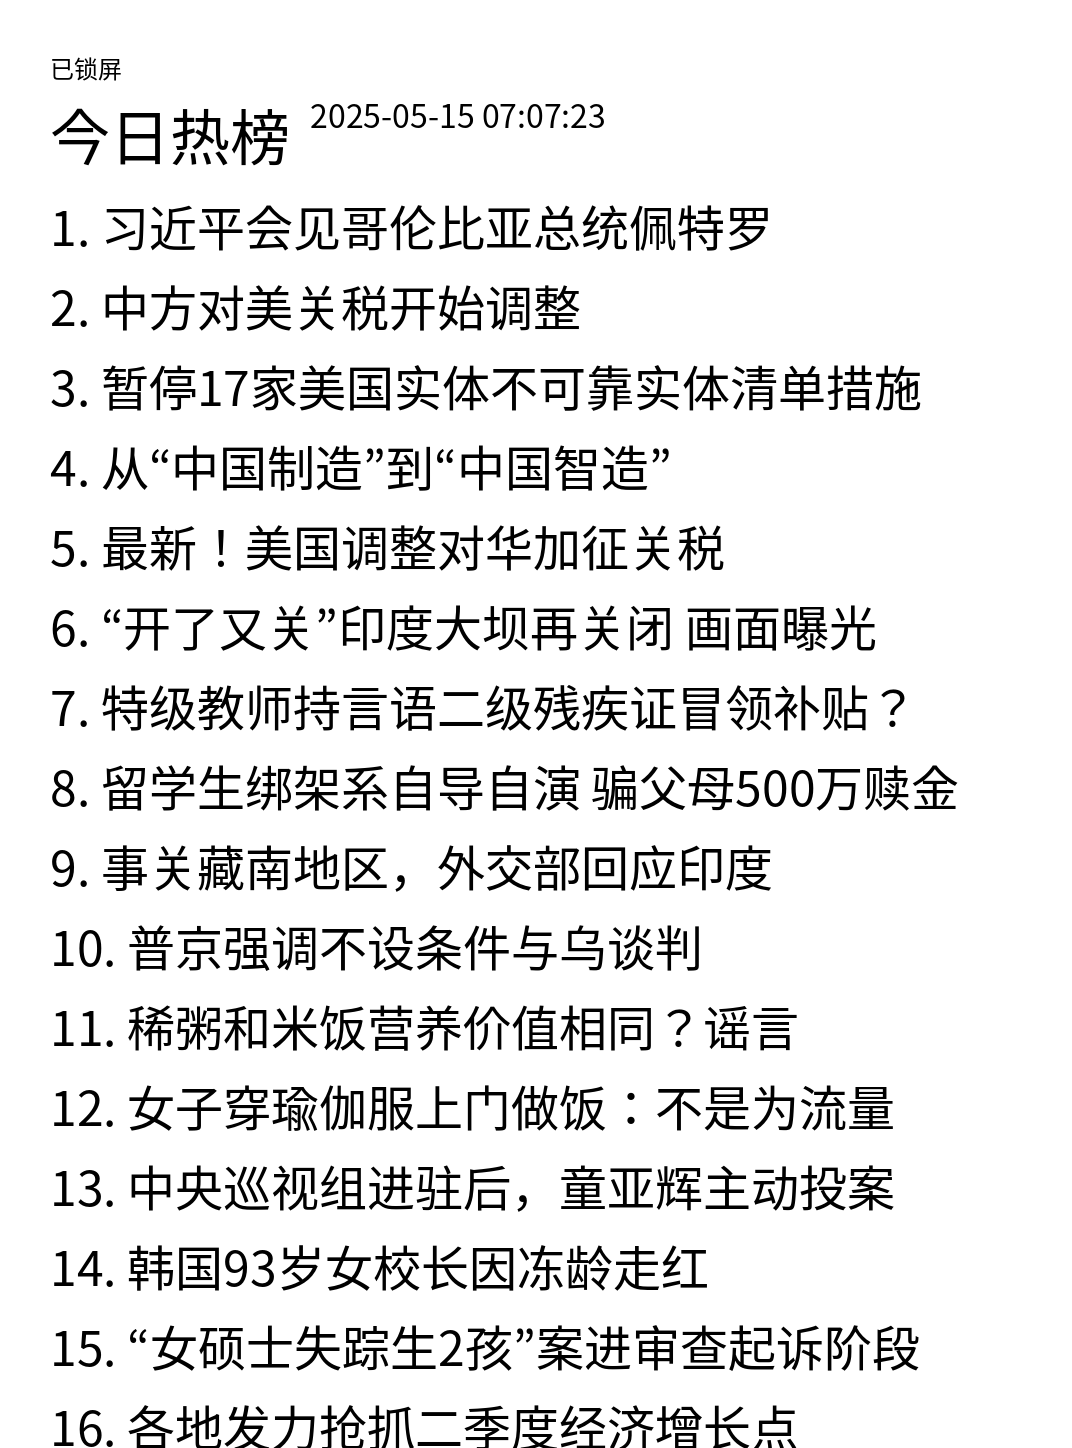 已锁屏
今日热榜 2025-05-15 07:07:23
1. 习近平会见哥伦比亚总统佩特罗
2. 中方对美关税开始调整
3. 暂停17家美国实体不可靠实体清单措施
4. 从“中国制造”到“中国智造”
5. 最新！美国调整对华加征关税
6. “开了又关”印度大坝再关闭 画面曝光
7. 特级教师持言语二级残疾证冒领补贴？
8. 留学生绑架系自导自演 骗父母500万赎金
9. 事关藏南地区，外交部回应印度
10. 普京强调不设条件与乌谈判
11. 稀粥和米饭营养价值相同？谣言
12. 女子穿瑜伽服上门做饭：不是为流量
13. 中央巡视组进驻后，童亚辉主动投案
14. 韩国93岁女校长因冻龄走红
15. “女硕士失踪生2孩”案进审查起诉阶段
16. 各地发力抢抓二季度经济增长点